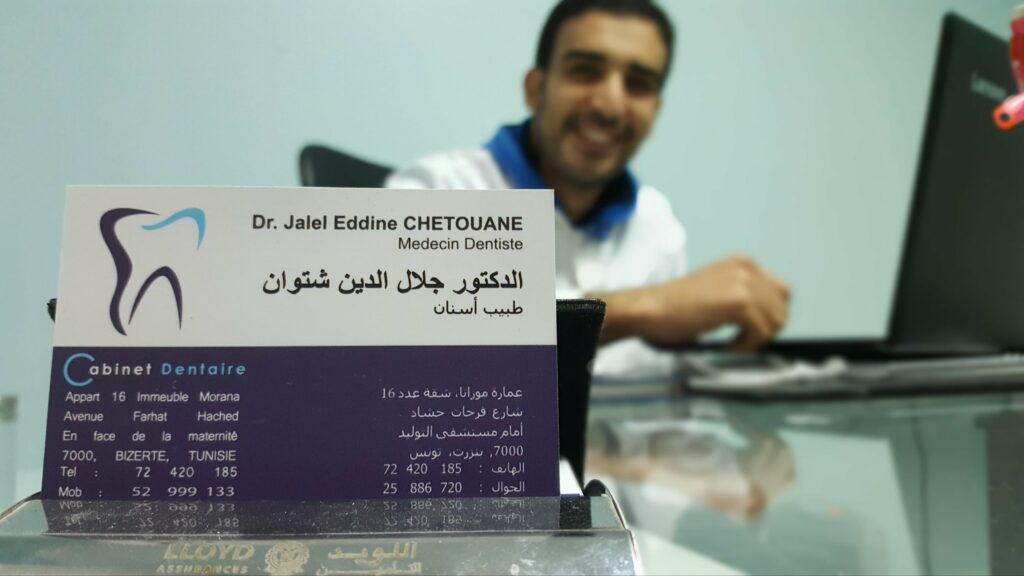 Dr. Jalel Eddine CHETOUANE
Medecin Dentiste
الدكتور جلال الدين شتوان
طبيب أسنان
Cabinet Dentaire
Appart 16 Immeuble Morana
Avenue Farhat Hached
En face de la maternité
7000, BIZERTE, TUNISIE
Tel : 72 420 185
Mob : 52 999 133
عمارة مورانا، شقة عدد 16
شارع فرحات حشاد
أمام مستشفى التوليد
7000, بنزرت، تونس
الهاتف : 72 420 185
الجوال : 25 886 720
LLOYD اللويد
ASSURANCES